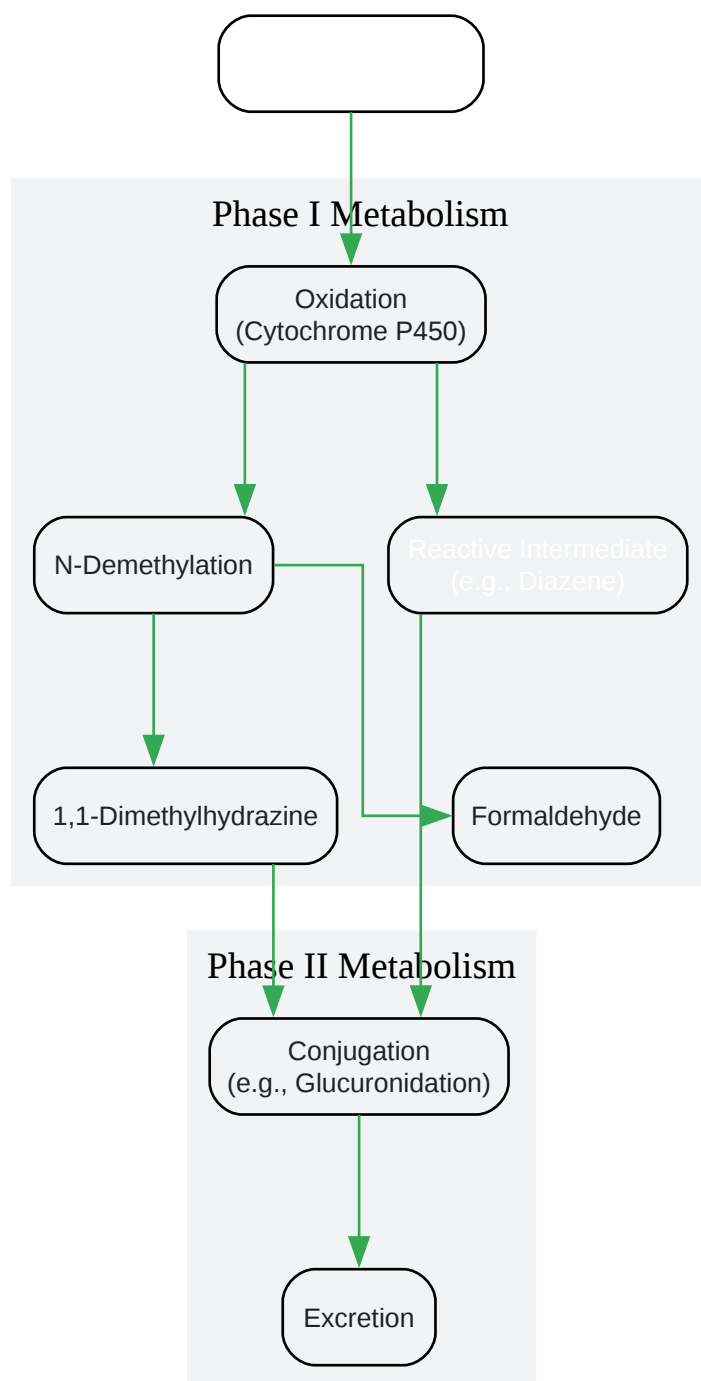 Phase I Metabolism
Oxidation
(Cytochrome P450)
N-Demethylation
Reactive Intermediate
(e.g., Diazene)
1,1-Dimethylhydrazine
Formaldehyde
Phase II Metabolism
Conjugation
(e.g., Glucuronidation)
Excretion